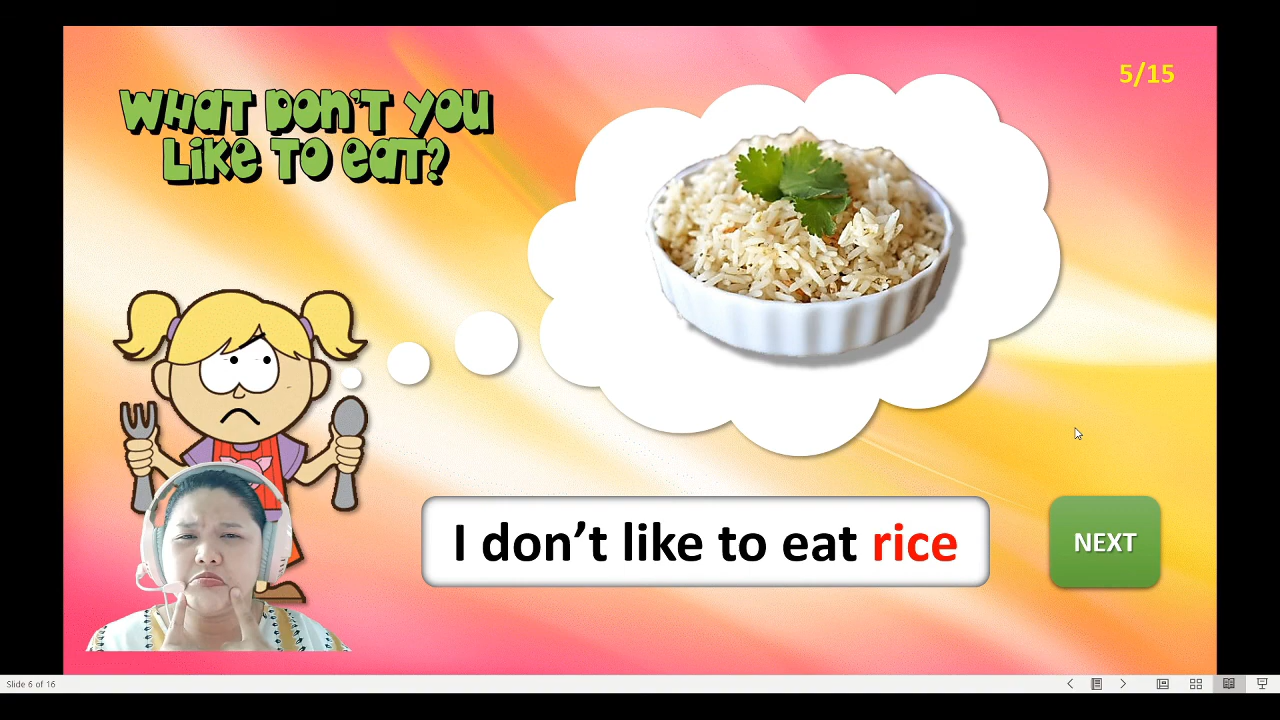 5/15
WHAT DON'T YOU
LIKE TO EAT?
I don't like to eat rice
NEXT
Slide 6 of 16